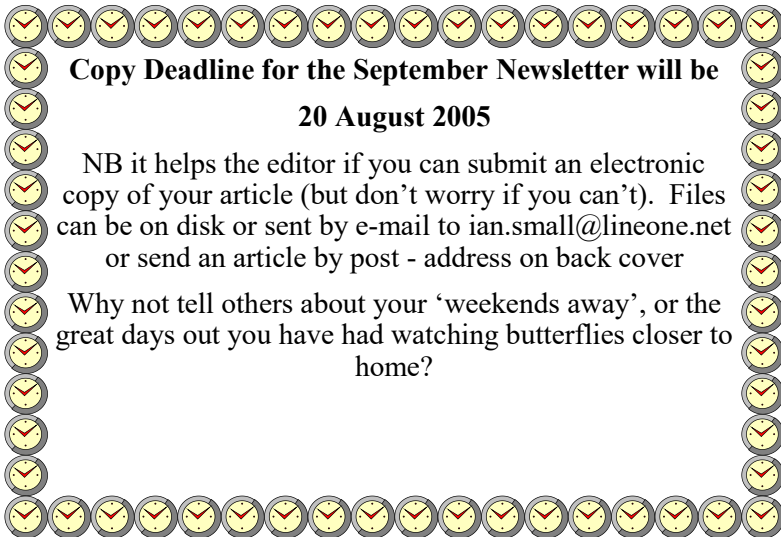 Copy Deadline for the September Newsletter will be
20 August 2005
NB it helps the editor if you can submit an electronic
copy of your article (but don’t worry if you can’t).  Files
can be on disk or sent by e-mail to ian.small@lineone.net
or send an article by post - address on back cover
Why not tell others about your ‘weekends away’, or the
great days out you have had watching butterflies closer to
home?